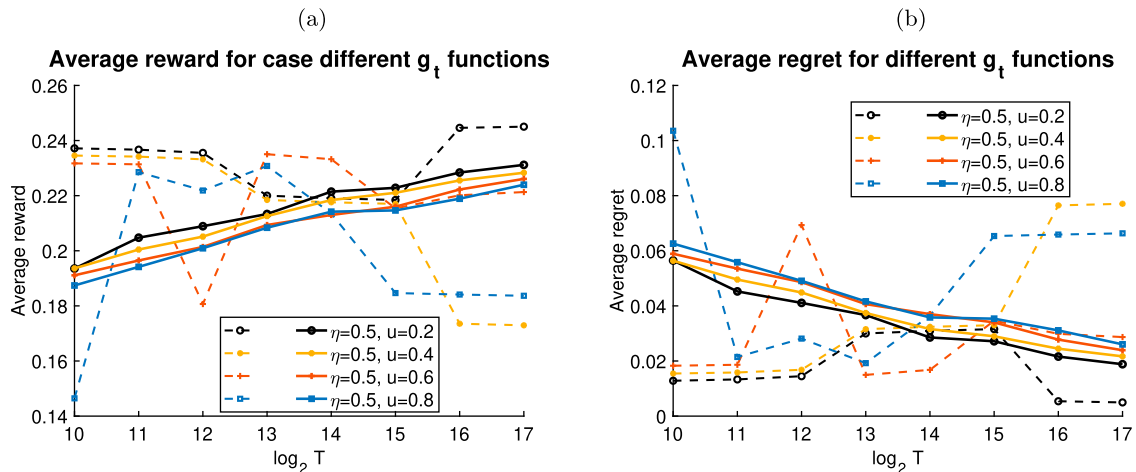 (a)
Average reward for case different g_t functions
Average reward
0.26
0.24
0.22
0.2
0.18
0.16
0.14
η=0.5, u=0.2
η=0.5, u=0.4
η=0.5, u=0.6
η=0.5, u=0.8
10 11 12 13 14 15 16 17
log_2 T
(b)
Average regret for different g_t functions
Average regret
0.12
0.1
0.08
0.06
0.04
0.02
0
η=0.5, u=0.2
η=0.5, u=0.4
η=0.5, u=0.6
η=0.5, u=0.8
10 11 12 13 14 15 16 17
log_2 T